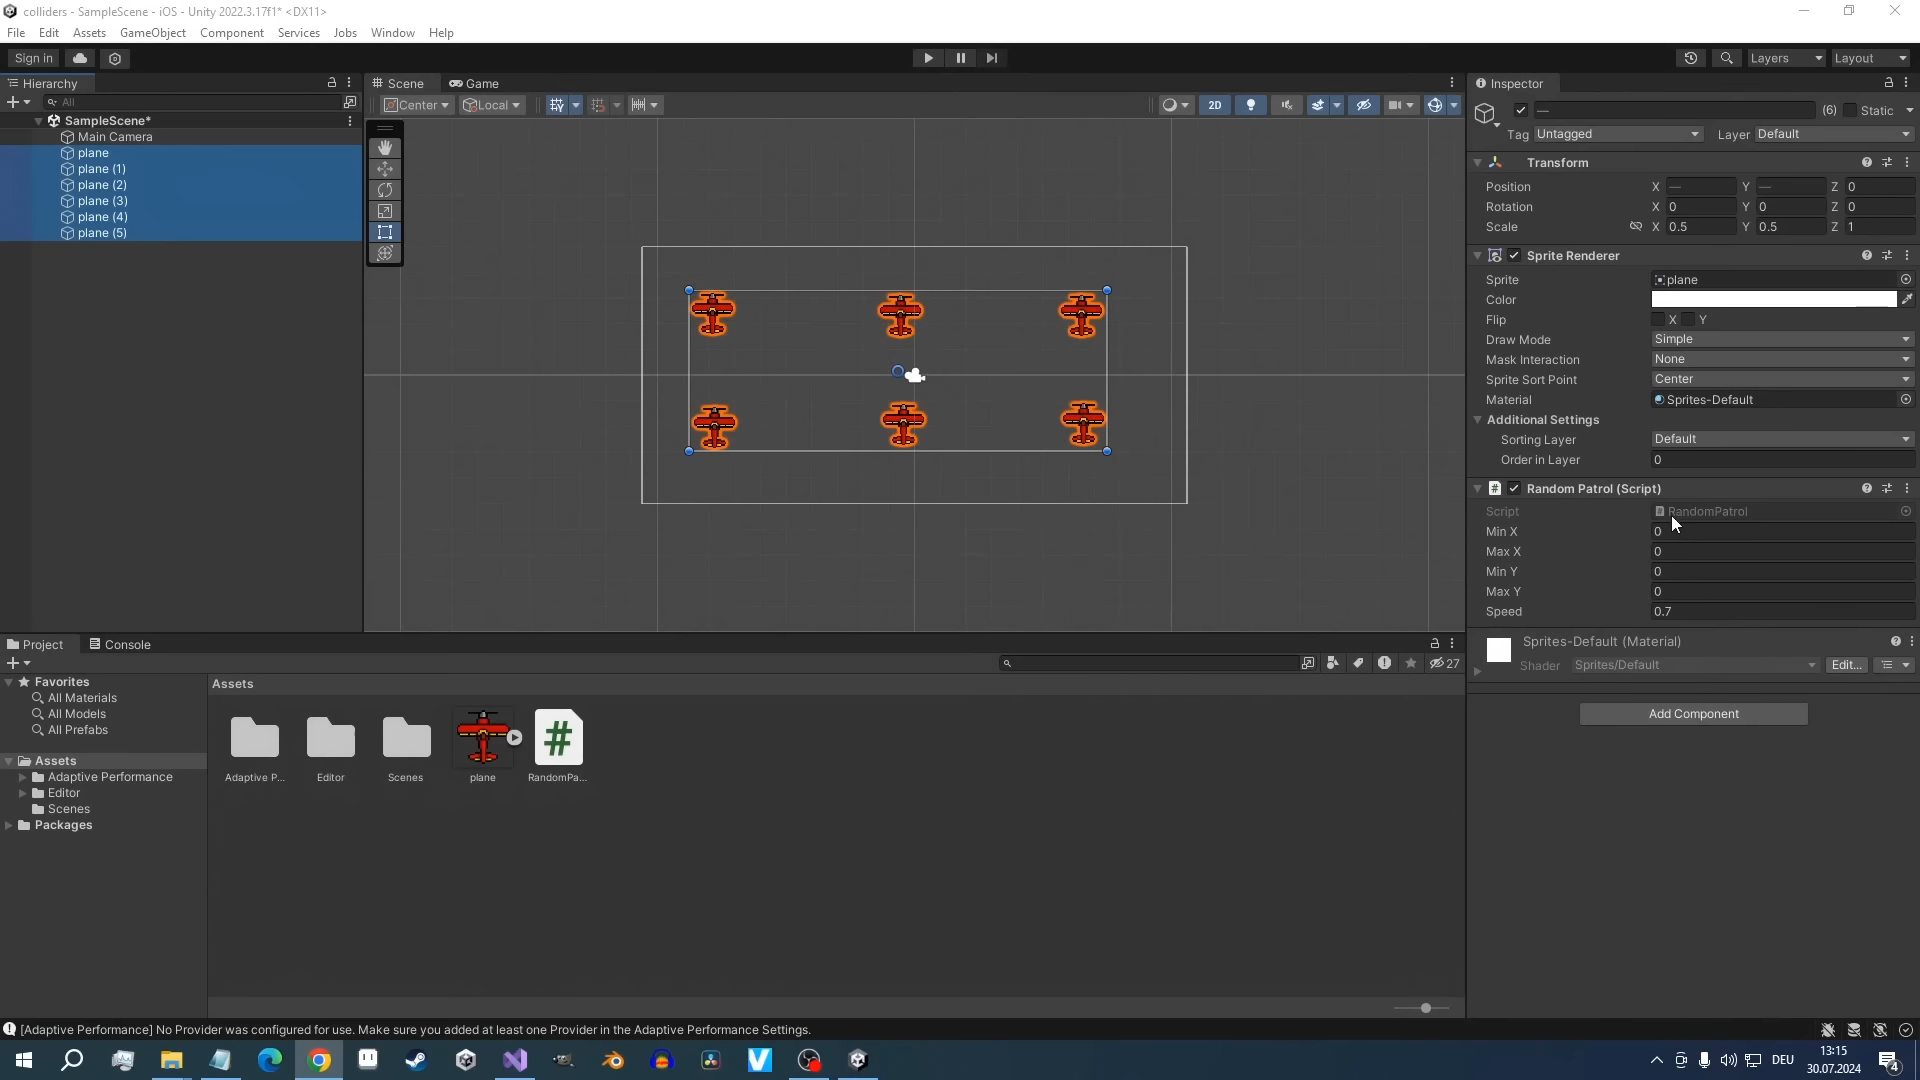 colliders - SampleScene - iOS - Unity 2022.3.17f1* <DX11>
File Edit Assets GameObject Component Services Jobs Window Help
Sign in
Layers Layout
Hierarchy
All
SampleScene*
Main Camera
plane
plane (1)
plane (2)
plane (3)
plane (4)
plane (5)
Scene Game
Center Local
2D
Inspector
— (6) Static
Tag Untagged Layer Default
Transform
Position X — Y — Z 0
Rotation X 0 Y 0 Z 0
Scale X 0.5 Y 0.5 Z 1
Sprite Renderer
Sprite plane
Color
Flip X Y
Draw Mode Simple
Mask Interaction None
Sprite Sort Point Center
Material Sprites-Default
Additional Settings
Sorting Layer Default
Order in Layer 0
# Random Patrol (Script)
Script RandomPatrol
Min X 0
Max X 0
Min Y 0
Max Y 0
Speed 0.7
Sprites-Default (Material)
Shader Sprites/Default Edit...
Add Component
Project Console
27
Favorites
All Materials
All Models
All Prefabs
Assets
Adaptive Performance
Editor
Scenes
Packages
Assets
#
Adaptive P... Editor Scenes plane RandomPa...
[Adaptive Performance] No Provider was configured for use. Make sure you added at least one Provider in the Adaptive Performance Settings.
DEU
13:15
30.07.2024
4